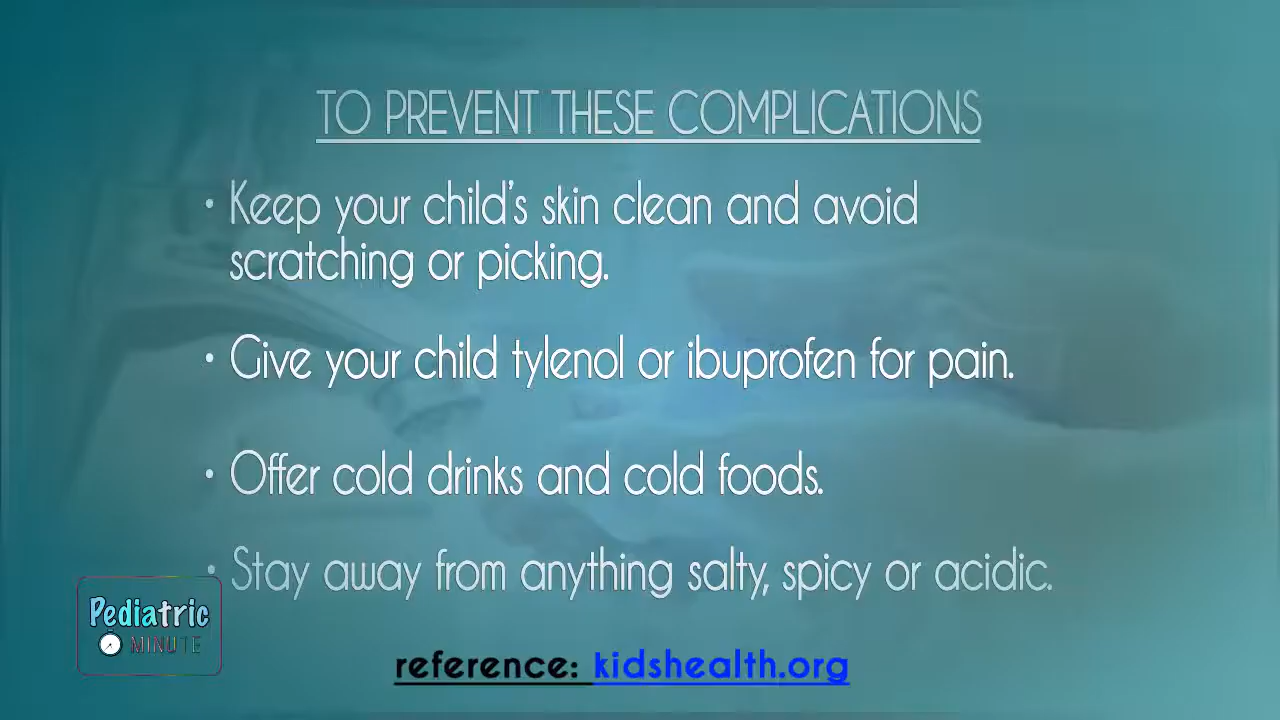 TO PREVENT THESE COMPLICATIONS
• Keep your child's skin clean and avoid
scratching or picking.
• Give your child tylenol or ibuprofen for pain.
• Offer cold drinks and cold foods.
• Stay away from anything salty, spicy or acidic.
Pediatric
MINUTE
reference: kidshealth.org